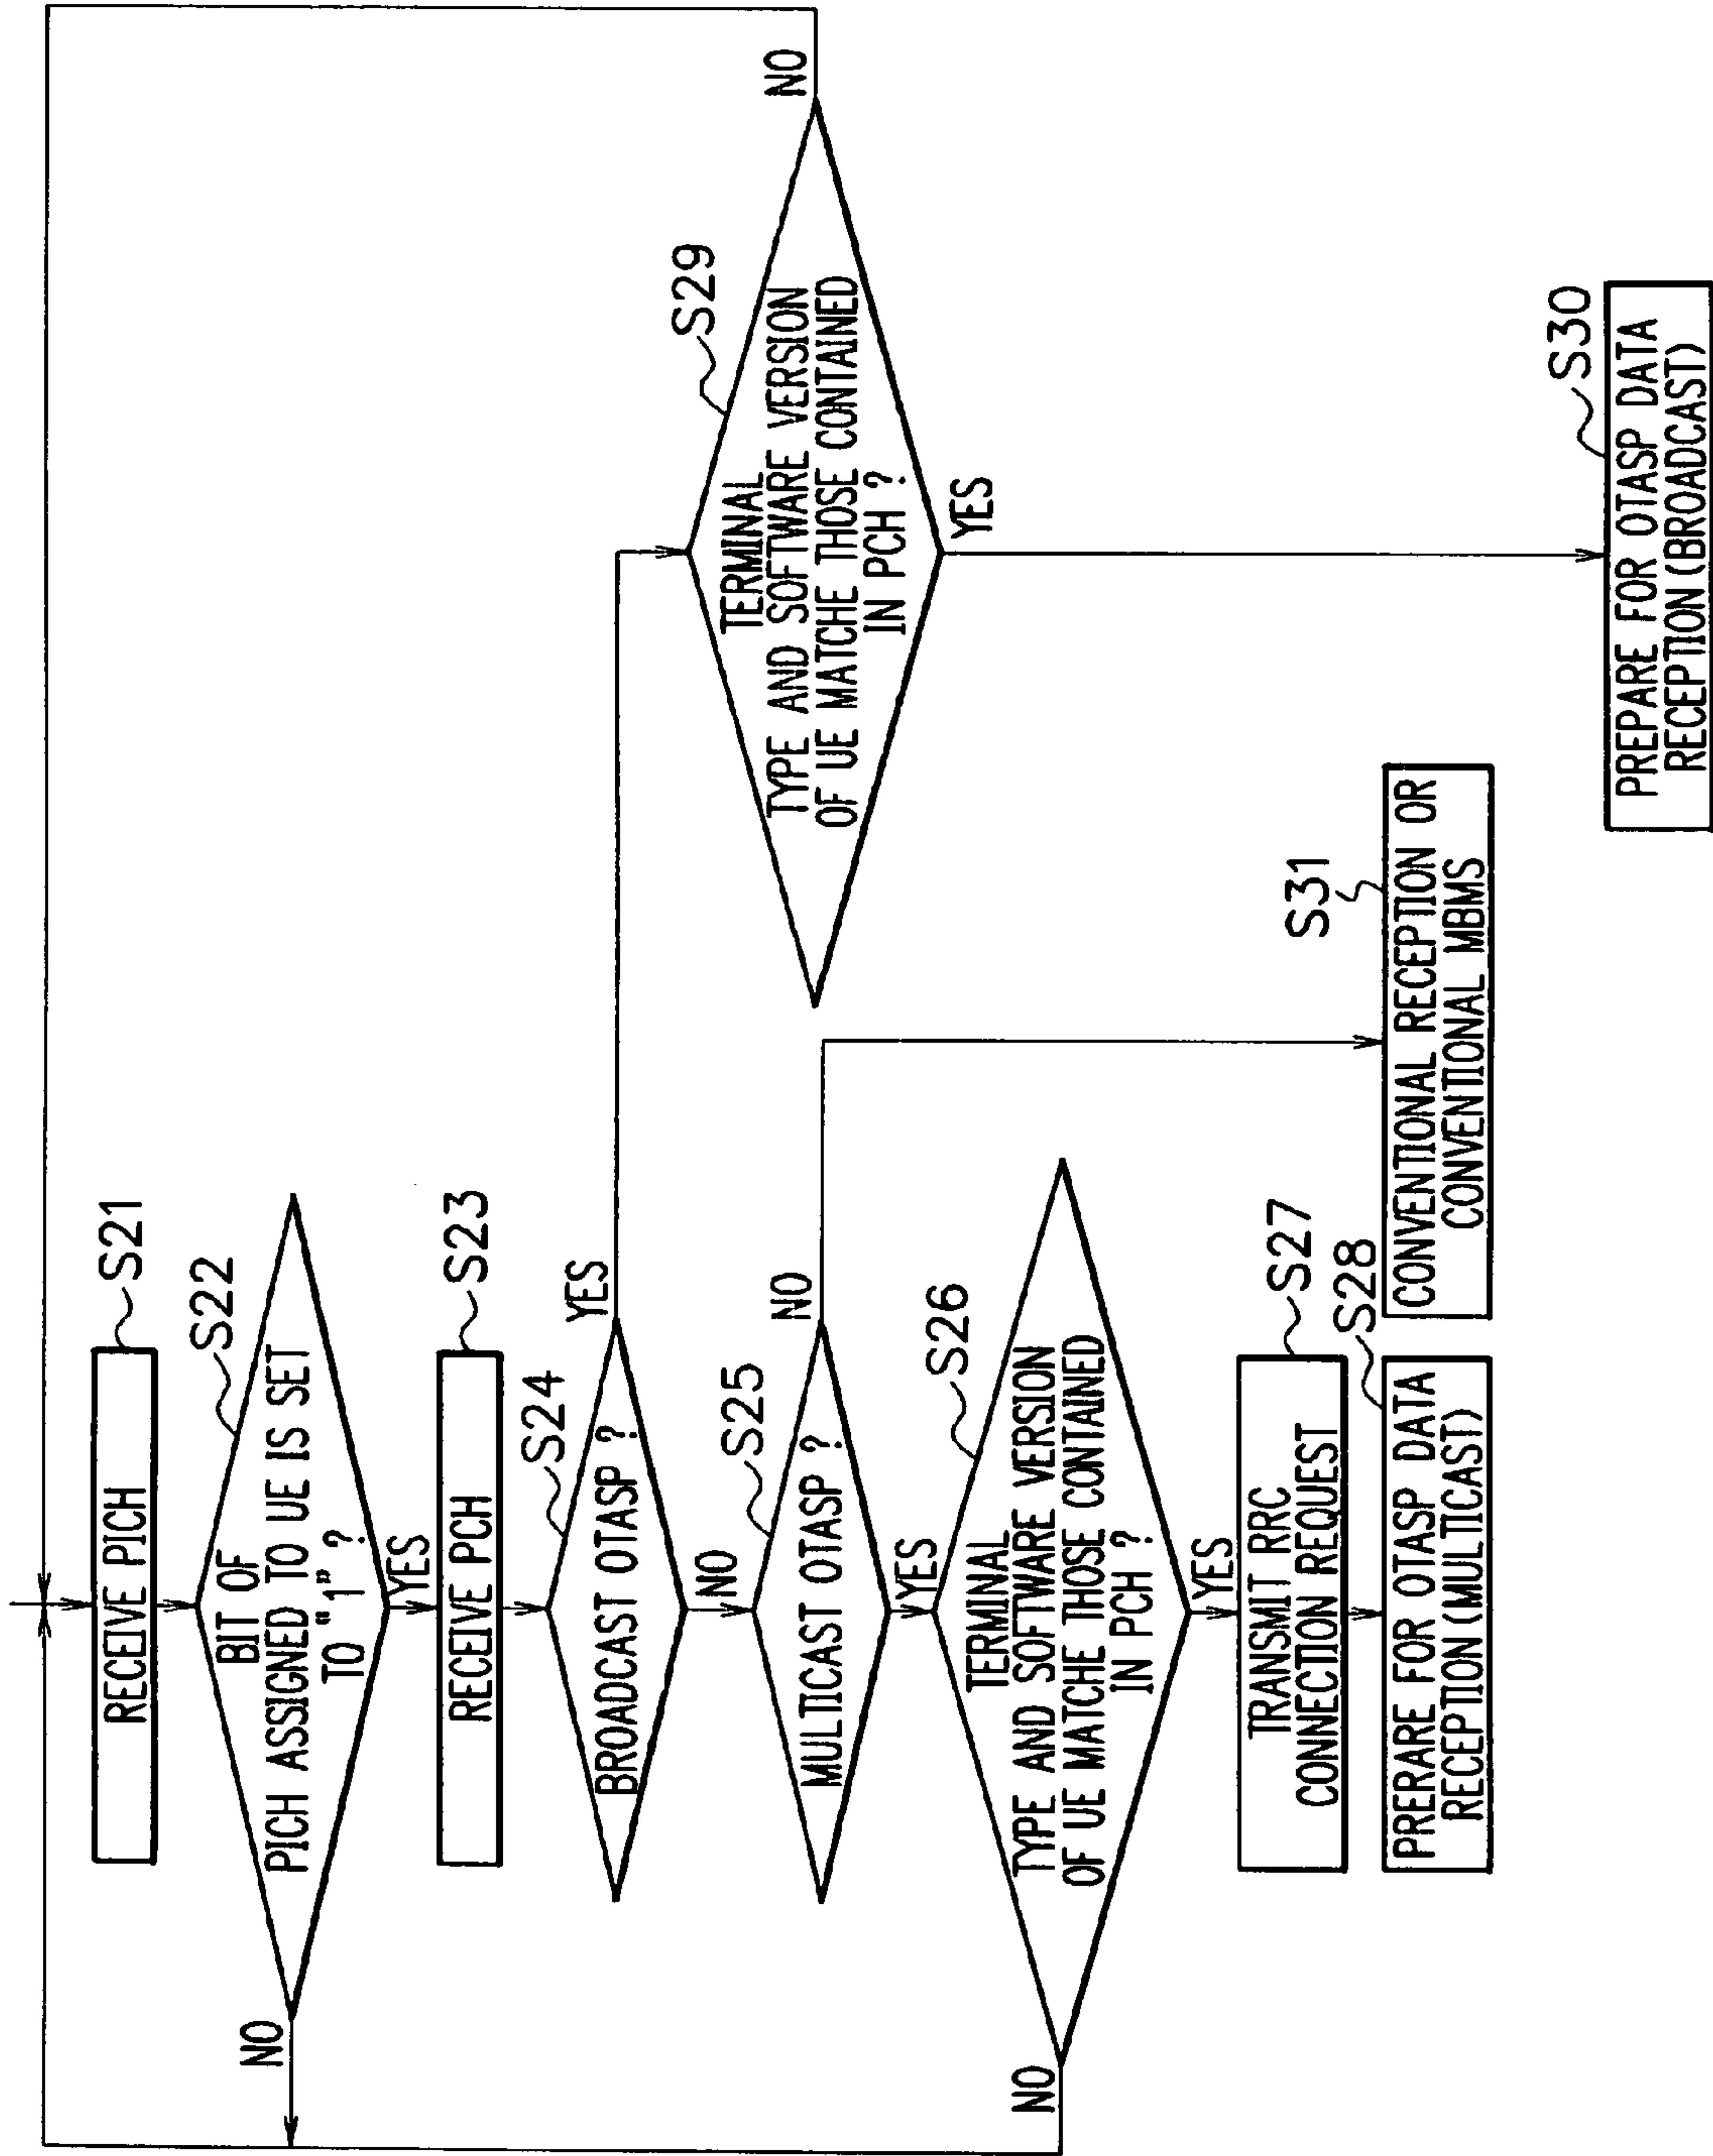 RECEIVE PICH
S21
BIT OF
PICH ASSIGNED TO UE IS SET
TO "1" ?
S22
NO
YES
RECEIVE PCH
S23
BROADCAST OTASP ?
S24
YES
NO
MULTICAST OTASP ?
S25
NO
YES
TERMINAL
TYPE AND SOFTWARE VERSION
OF UE MATCHE THOSE CONTAINED
IN PCH ?
S26
NO
YES
TRANSMIT RRC
CONNECTION REQUEST
S27
PRERARE FOR OTASP DATA
RECEPTION(MULTICAST)
S28
TERMINAL
TYPE AND SOFTWARE VERSION
OF UE MATCHE THOSE CONTAINED
IN PCH ?
S29
NO
YES
PREPARE FOR OTASP DATA
RECEPTION(BROADCAST)
S30
CONVENTIONAL RECEPTION OR
CONVENTIONAL MBMS
S31